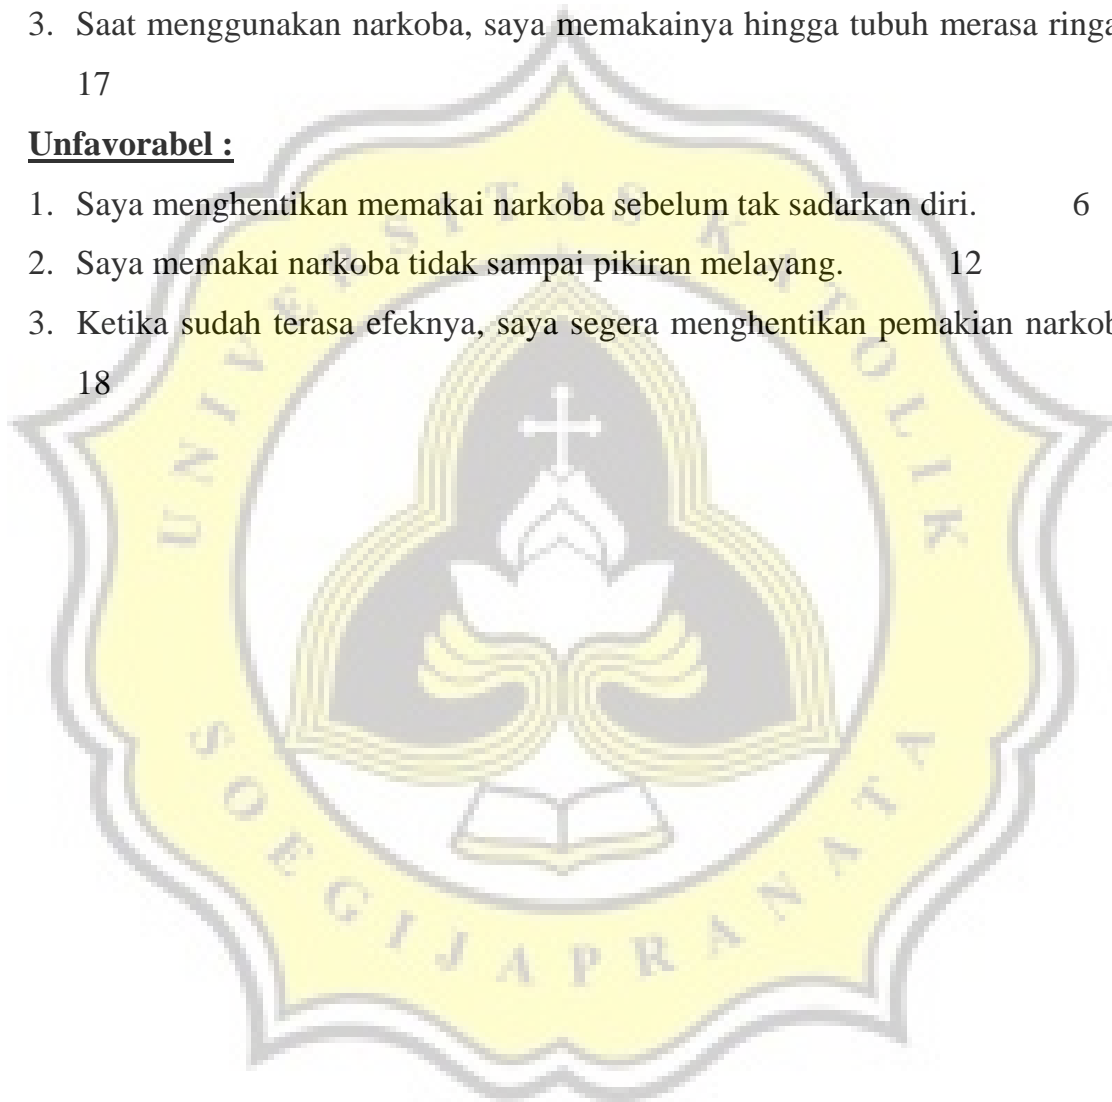 3. Saat menggunakan narkoba, saya memakainya hingga tubuh merasa
17
Unfavorabel :
1. Saya menghentikan memakai narkoba sebelum tak sadarkan diri. 6
2. Saya memakai narkoba tidak sampai pikiran melayang. 12
3. Ketika sudah terasa efeknya, saya segera menghentikan pemakian
18
UNIVERSITAS KATOLIK
SOEGIJAPRANATA